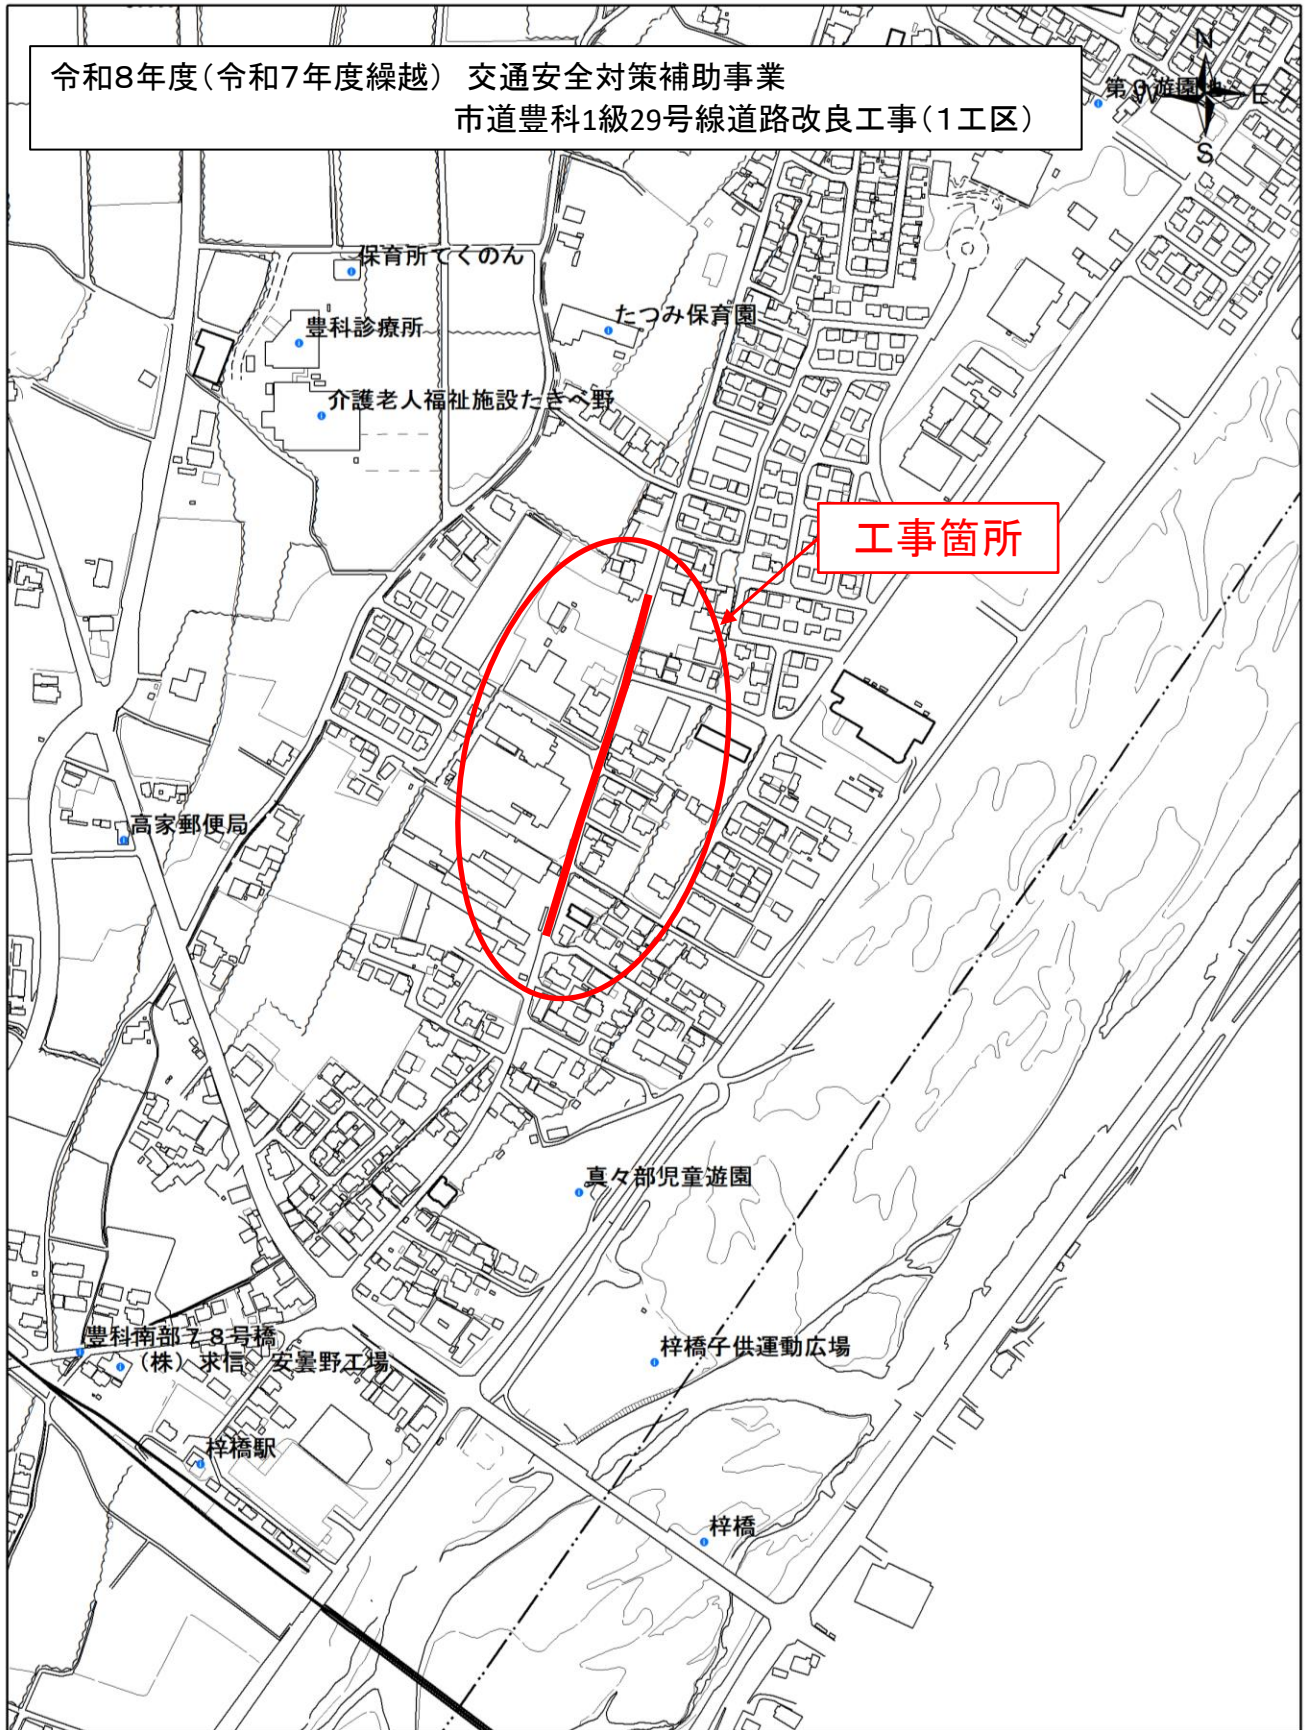 令和8年度(令和7年度繰越) 交通安全対策補助事業
市道豊科1級29号線道路改良工事(1工区)
N
W
E
S
保育所てくのん
たつみ保育園
豊科診療所
介護老人福祉施設たきべ野
工事箇所
高家郵便局
真々部児童遊園
豊科南部78号橋
(株)求信 安曇野工場
梓橋子供運動広場
梓橋駅
梓橋